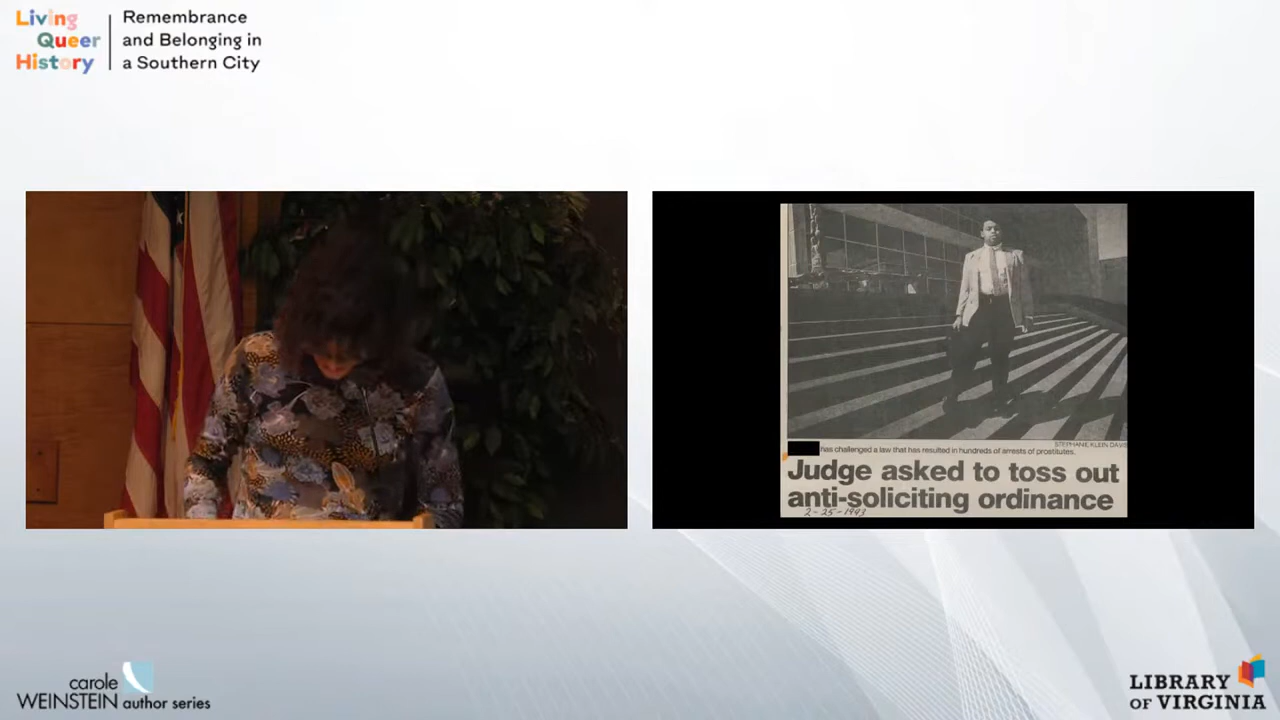 Living
Queer
History
Remembrance
and Belonging in
a Southern City
STEPHANIE KLEIN DAVIS
has challenged a law that has resulted in hundreds of arrests of prostitutes.
Judge asked to toss out
anti-soliciting ordinance
2-25-1993
carole
WEINSTEIN author series
LIBRARY
OF VIRGINIA